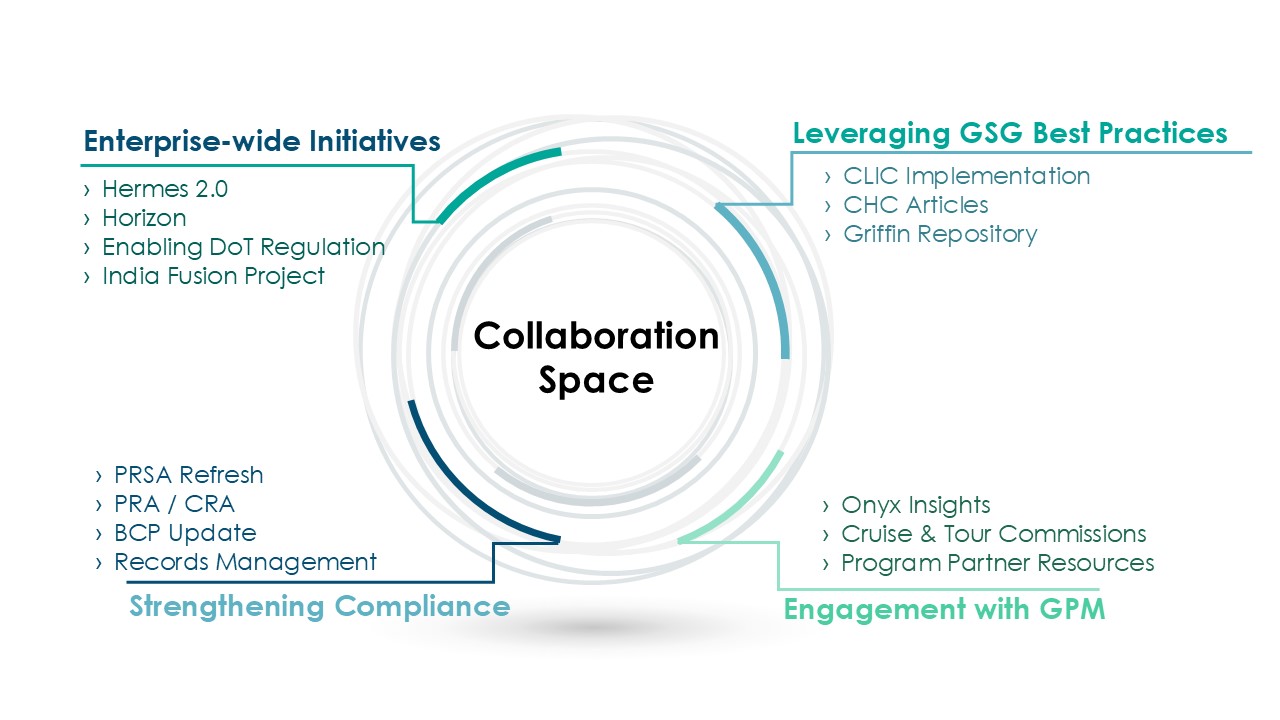 Enterprise-wide Initiatives
› Hermes 2.0
› Horizon
› Enabling DoT Regulation
› India Fusion Project
Leveraging GSG Best Practices
› CLIC Implementation
› CHC Articles
› Griffin Repository
Collaboration
Space
› PRSA Refresh
› PRA / CRA
› BCP Update
› Records Management
Strengthening Compliance
› Onyx Insights
› Cruise & Tour Commissions
› Program Partner Resources
Engagement with GPM